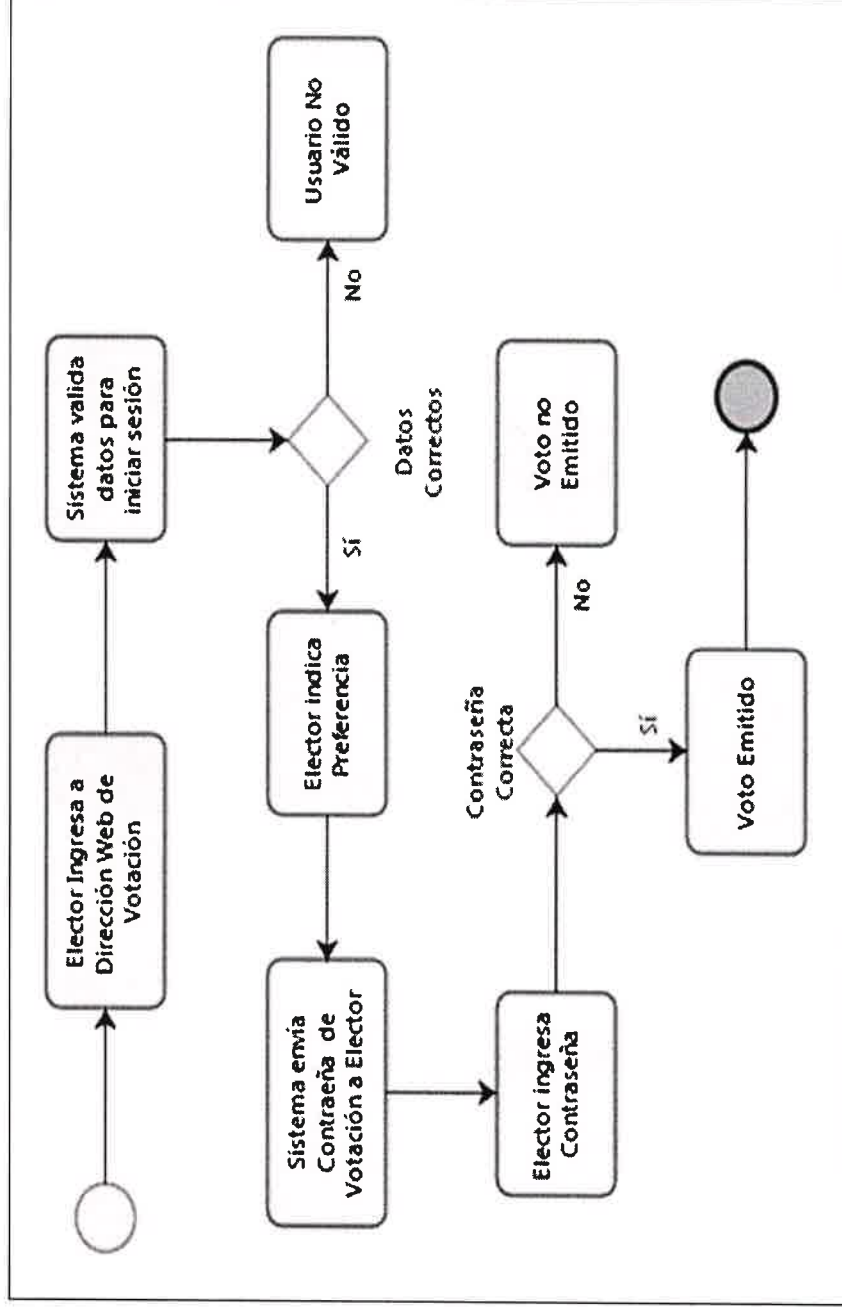 Elector Ingresa a
Dirección Web de
Votación
Sistema valida
datos para
iniciar sesión
Datos
Correctos
No
Usuario No
Válido
Sí
Elector indica
Preferencia
Sistema envía
Contraeña de
Votación a Elector
Elector ingresa
Contraseña
Contraseña
Correcta
No
Voto no
Emitido
Sí
Voto Emitido